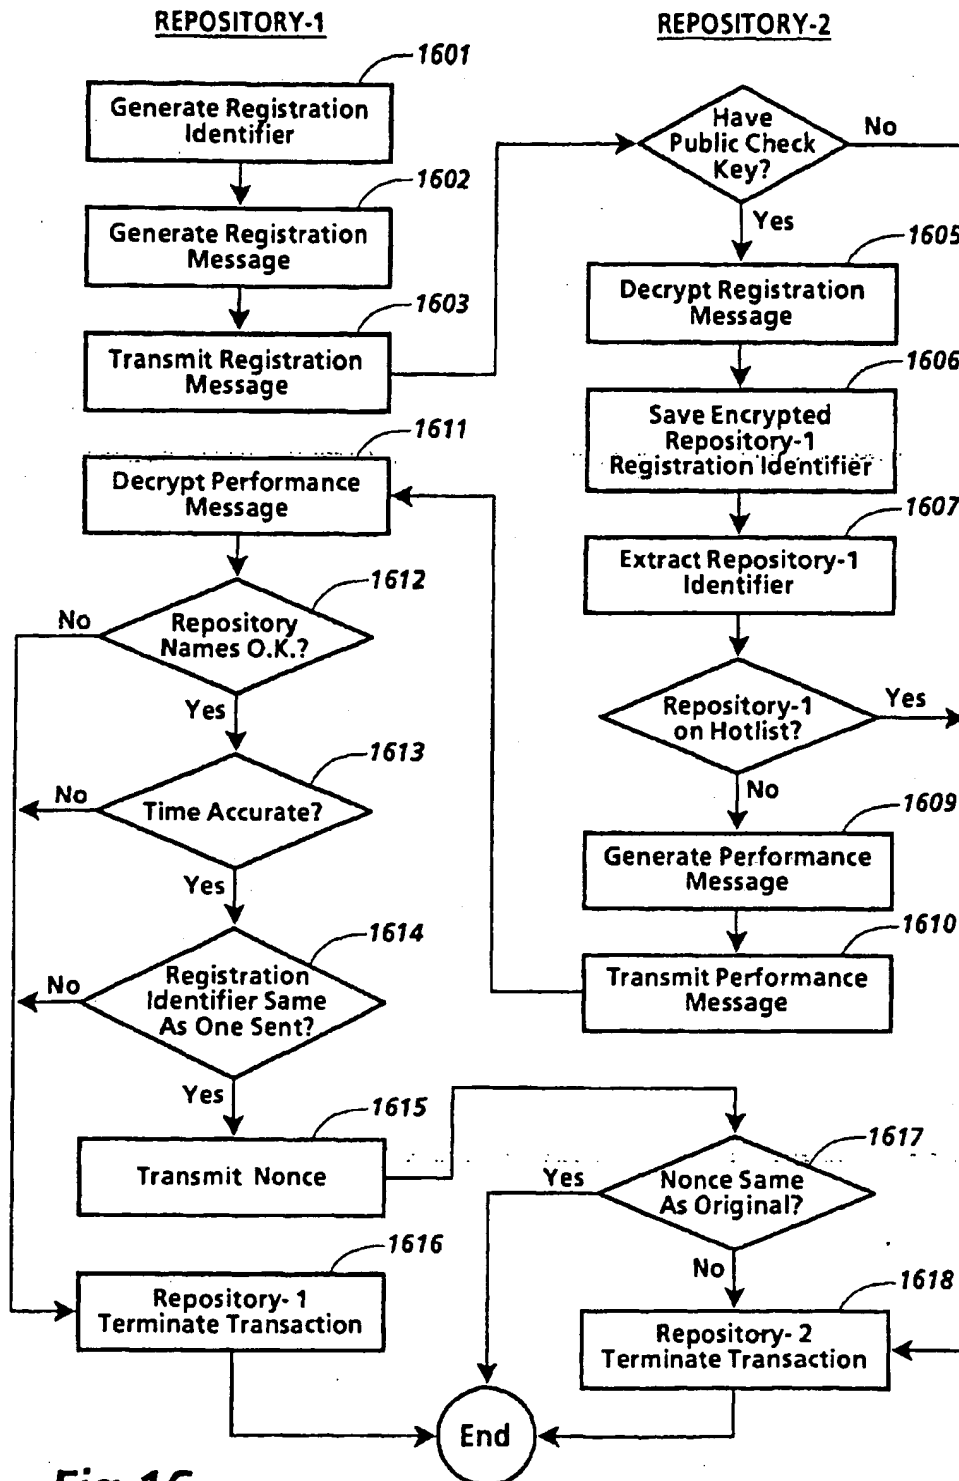 REPOSITORY-1
1601
Generate Registration
Identifier
1602
Generate Registration
Message
1603
Transmit Registration
Message
1611
Decrypt Performance
Message
1612
No
Repository
Names O.K.?
Yes
1613
No
Time Accurate?
Yes
1614
No
Registration
Identifier Same
As One Sent?
Yes
1615
Transmit Nonce
1616
Repository- 1
Terminate Transaction
REPOSITORY-2
Have
Public Check
Key?
No
Yes
1605
Decrypt Registration
Message
1606
Save Encrypted
Repository-1
Registration Identifier
1607
Extract Repository-1
Identifier
Repository-1
on Hotlist?
Yes
No
1609
Generate Performance
Message
1610
Transmit Performance
Message
1617
Yes
Nonce Same
As Original?
No
1618
Repository- 2
Terminate Transaction
End
Fig.16